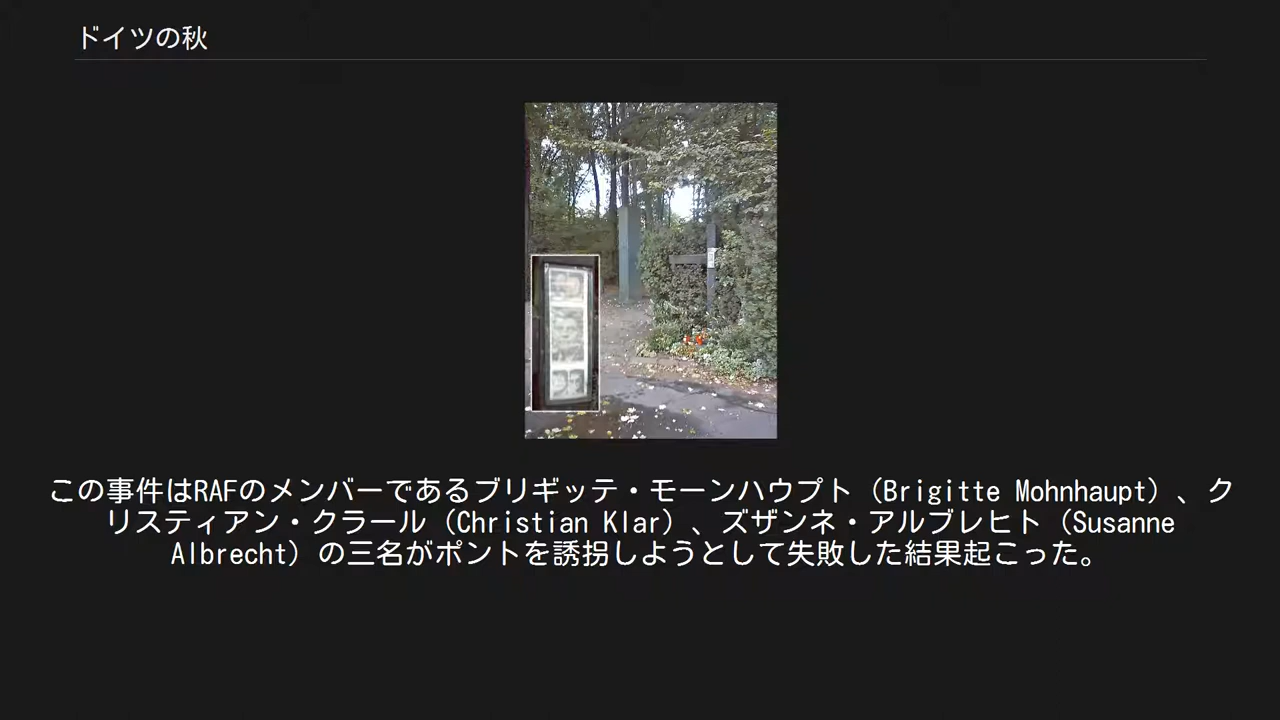 ドイツの秋
この事件はRAFのメンバーであるブリギッテ・モーンハウプト（Brigitte Mohnhaupt）、ク
リスティアン・クラール（Christian Klar）、ズザンネ・アルブレヒト（Susanne
Albrecht）の三名がポントを誘拐しようとして失敗した結果起こった。